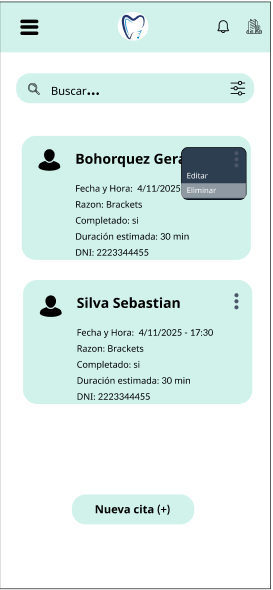 Buscar...
Bohorquez Gera
Editar
Eliminar
Fecha y Hora: 4/11/2025
Razon: Brackets
Completado: si
Duración estimada: 30 min
DNI: 2223344455
Silva Sebastian
Fecha y Hora: 4/11/2025 - 17:30
Razon: Brackets
Completado: si
Duración estimada: 30 min
DNI: 2223344455
Nueva cita (+)